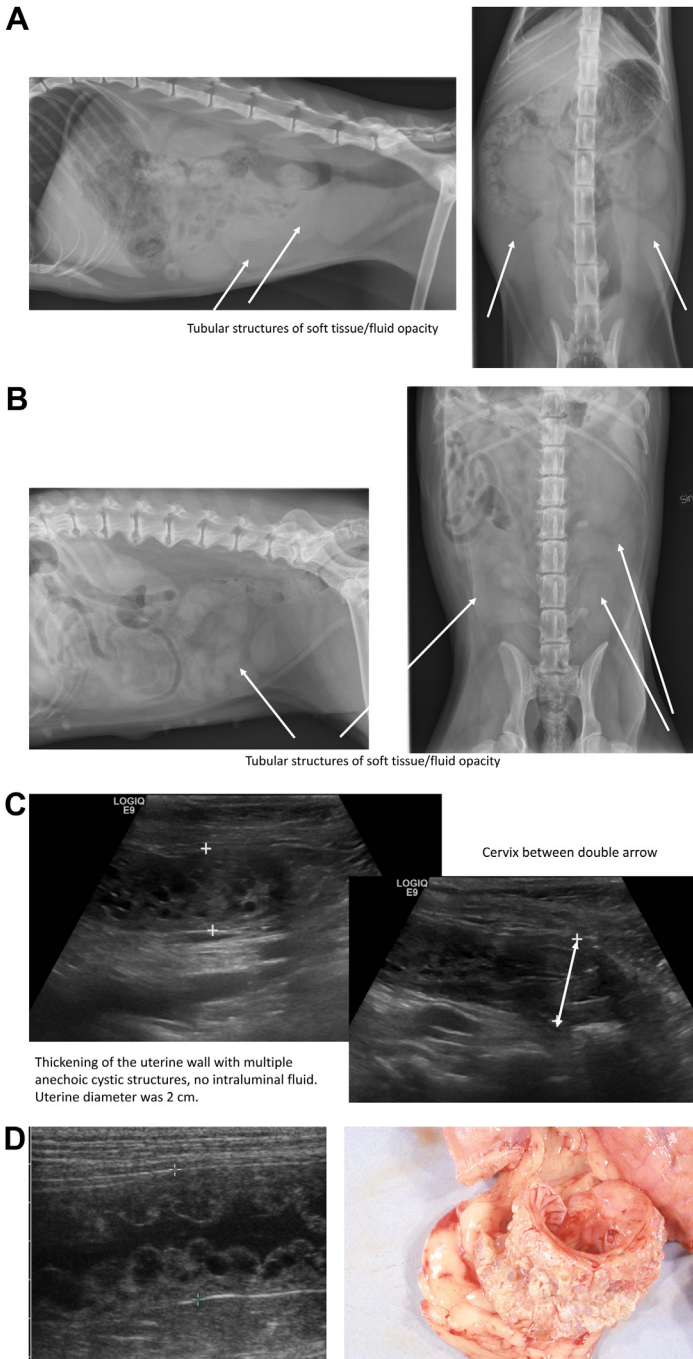 A
Tubular structures of soft tissue/fluid opacity
B
Sin
Tubular structures of soft tissue/fluid opacity
C
LOGIQ
E9
Cervix between double arrow
LOGIQ
E9
Thickening of the uterine wall with multiple
anechoic cystic structures, no intraluminal fluid.
Uterine diameter was 2 cm.
D